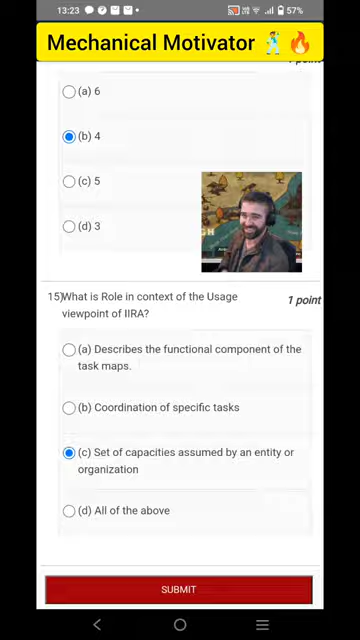 13:23
57%
Mechanical Motivator
1 point
(a) 6
(b) 4
(c) 5
(d) 3
15)What is Role in context of the Usage
viewpoint of IIRA?
1 point
(a) Describes the functional component of the
task maps.
(b) Coordination of specific tasks
(c) Set of capacities assumed by an entity or
organization
(d) All of the above
SUBMIT